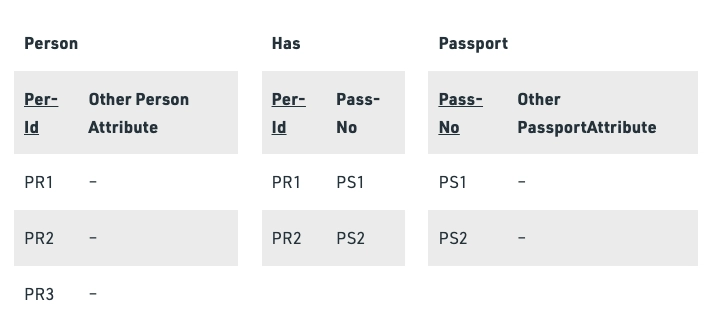 Person Has Passport
Per- Other Person Per- Pass- Pass- Other
Id Attribute Id No No PassportAttribute
PR1 – PR1 PS1 PS1 –
PR2 – PR2 PS2 PS2 –
PR3 –